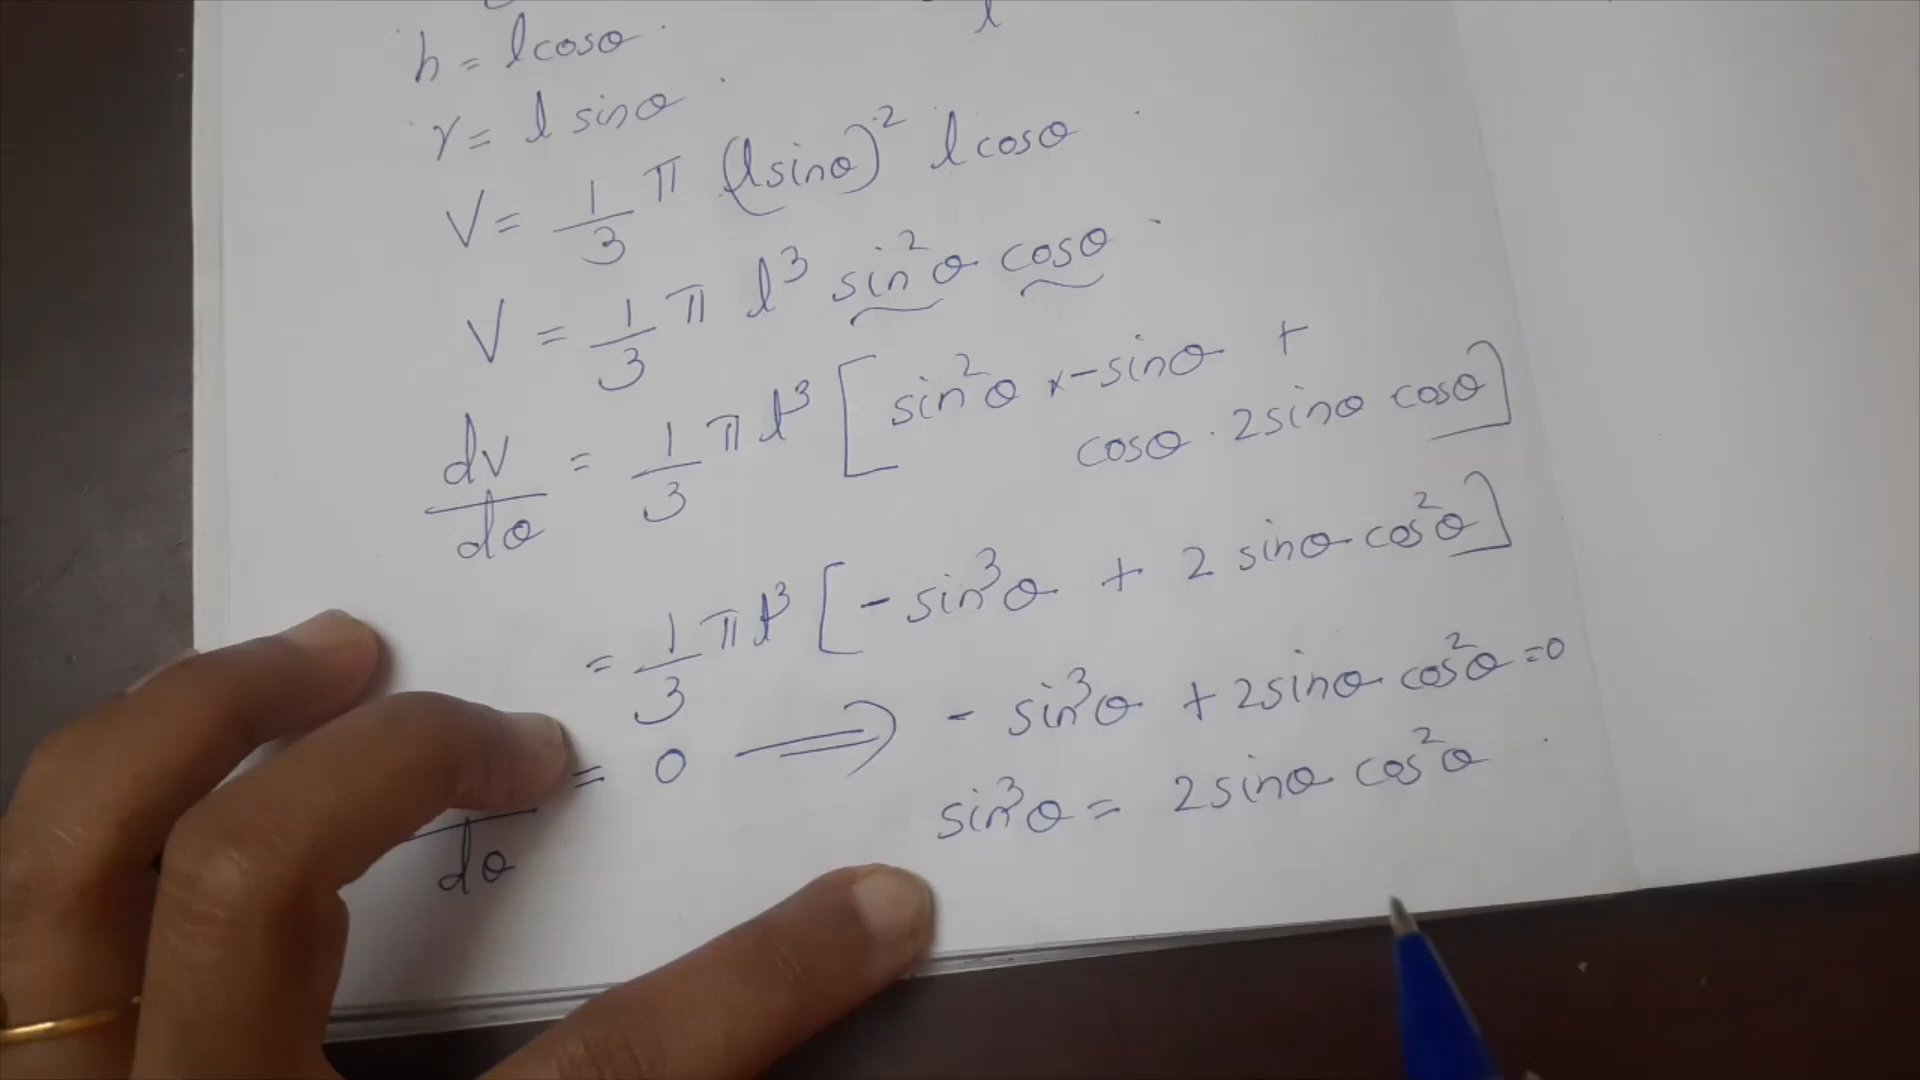 l
h = l cosθ
r = l sinθ
V = 1/3 π (l sinθ)² l cosθ
V = 1/3 π l³ sin²θ cosθ
dv/dθ = 1/3 π l³ [sin²θ × -sinθ +
cosθ . 2sinθ cosθ]
= 1/3 π l³ [- sin³θ + 2 sinθ cos²θ]
dθ = 0 ⟹ - sin³θ + 2sinθ cos²θ = 0
sin³θ = 2sinθ cos²θ